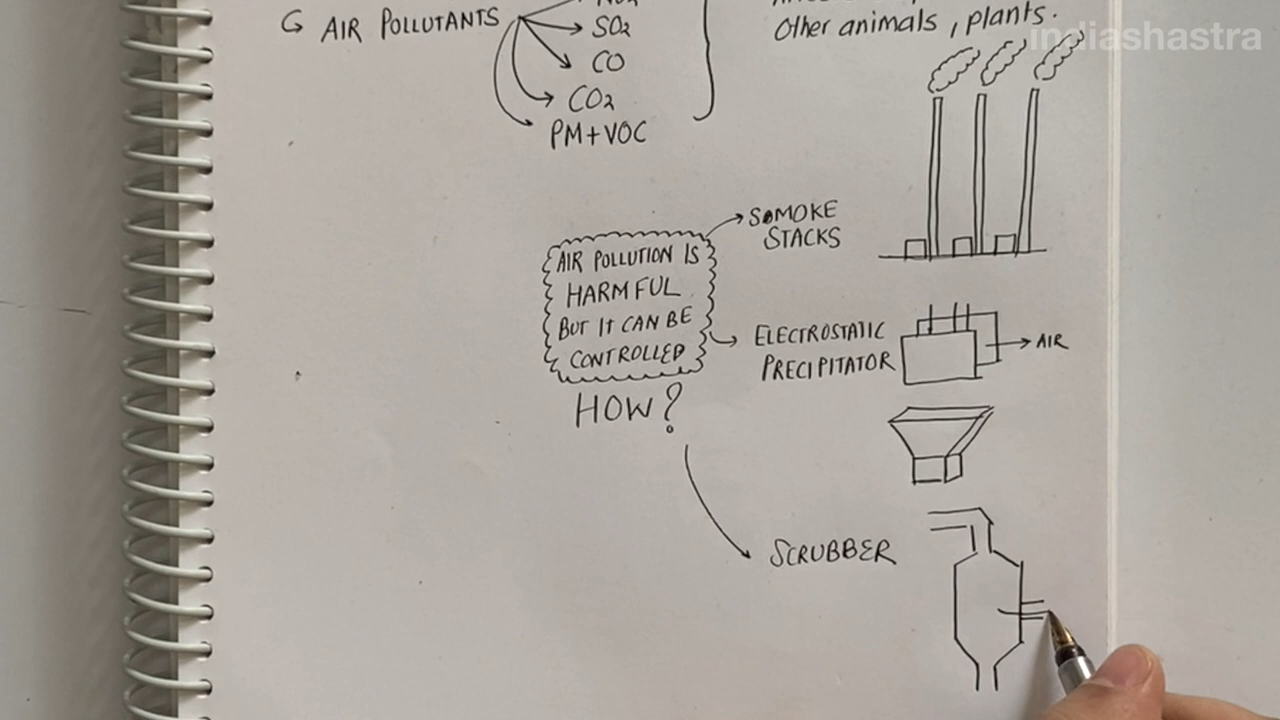 AIR POLLUTANTS
SO2
CO
CO2
PM+VOC
Other animals, plants.
indiashastra
SMOKE
STACKS
AIR POLLUTION IS
HARMFUL
BUT IT CAN BE
CONTROLLED
HOW?
ELECTROSTATIC
PRECIPITATOR
AIR
SCRUBBER